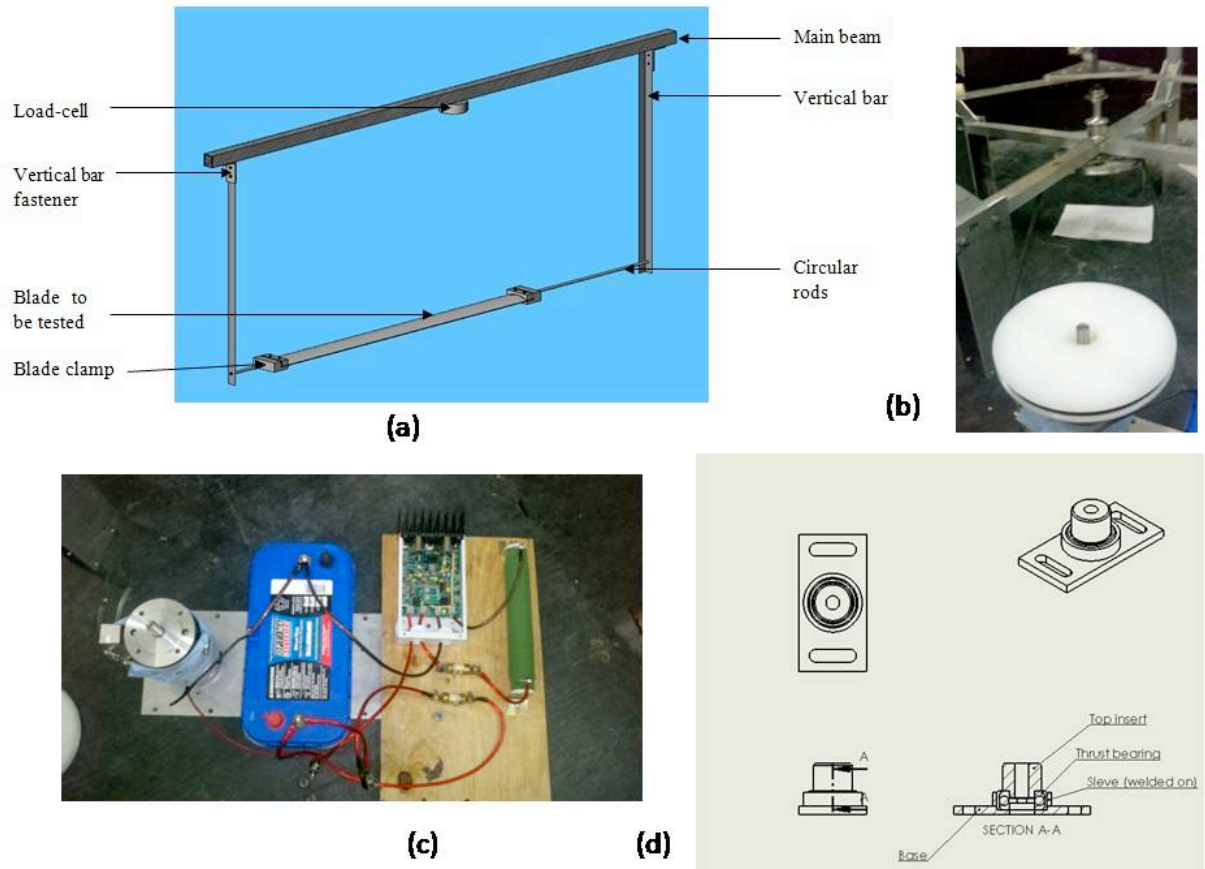 Main beam
Load-cell
Vertical bar
Vertical bar
fastener
Circular
rods
Blade to
be tested
Blade clamp
(a)
(b)
(c)
(d)
A
A
Top insert
Thrust bearing
Sleve (welded on)
SECTION A-A
Base